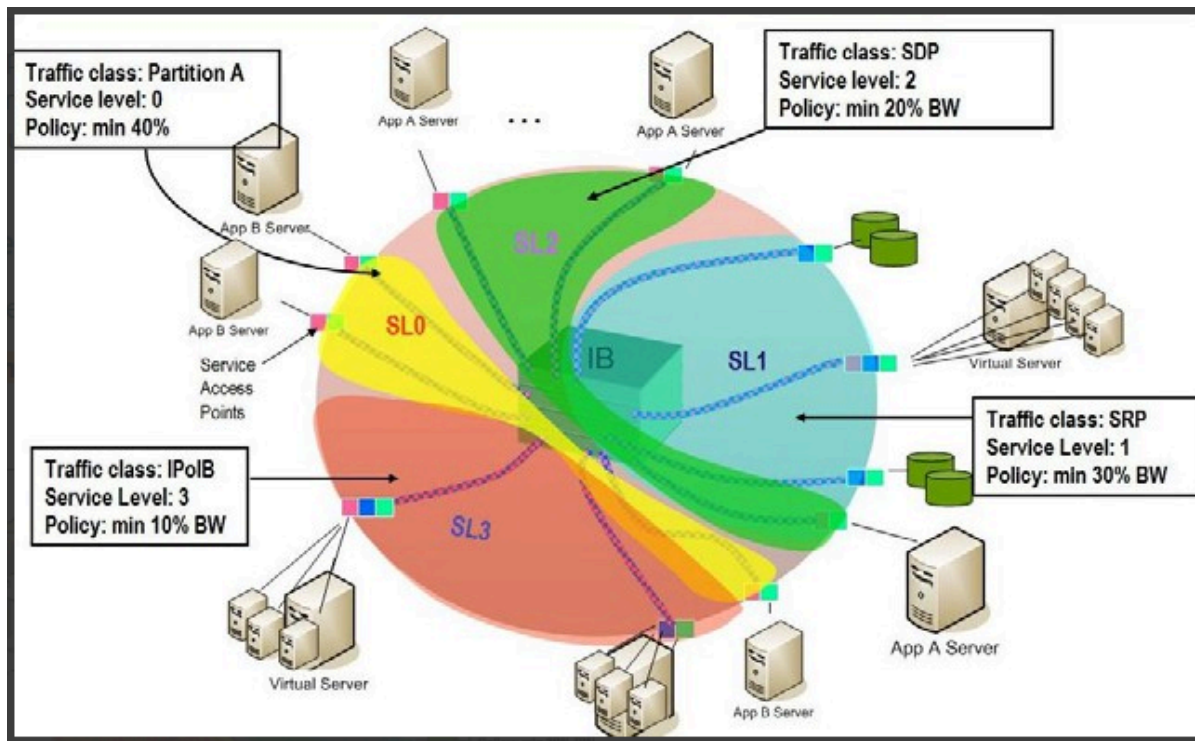 Traffic class: Partition A
Service level: 0
Policy: min 40%
Traffic class: SDP
Service level: 2
Policy: min 20% BW
App A Server
...
App A Server
App B Server
App B Server
SL2
SL0
IB
SL1
Virtual Server
Service
Access
Points
Traffic class: SRP
Service Level: 1
Policy: min 30% BW
Traffic class: IPoIB
Service Level: 3
Policy: min 10% BW
SL3
Virtual Server
App B Server
App A Server